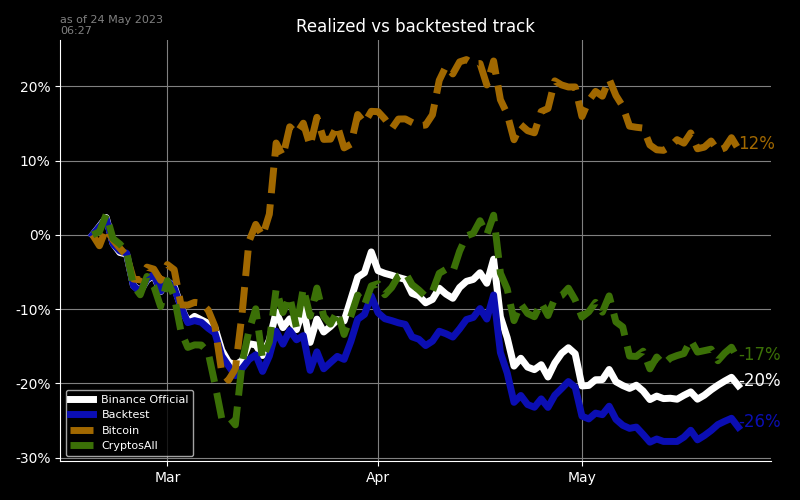 as of 24 May 2023
06:27
Realized vs backtested track
20%
10%
0%
-10%
-20%
-30%
12%
-17%
-20%
-26%
Binance Official
Backtest
Bitcoin
CryptosAll
Mar
Apr
May